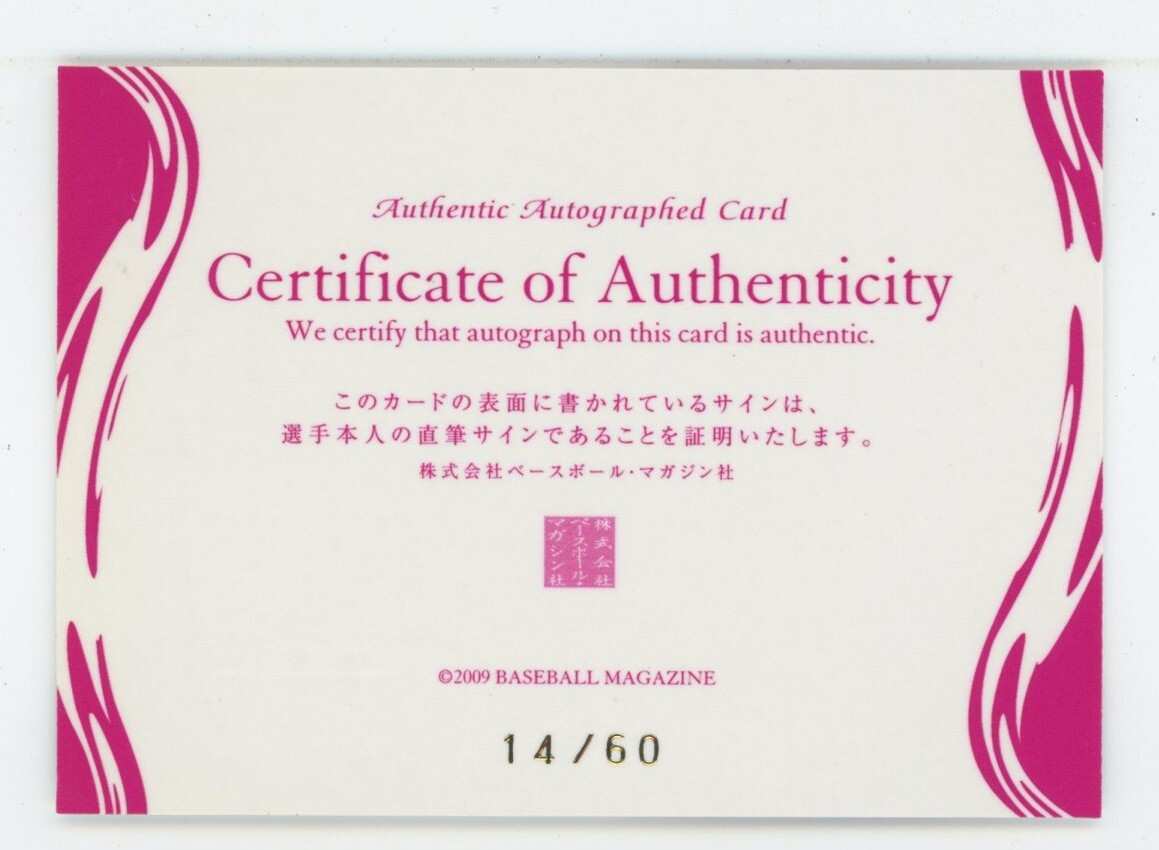 Authentic Autographed Card
Certificate of Authenticity
We certify that autograph on this card is authentic.
このカードの表面に書かれているサインは、
選手本人の直筆サインであることを証明いたします。
株式会社ベースボール・マガジン社
株式会社
ベースボール・
マガジン社
©2009 BASEBALL MAGAZINE
14/60